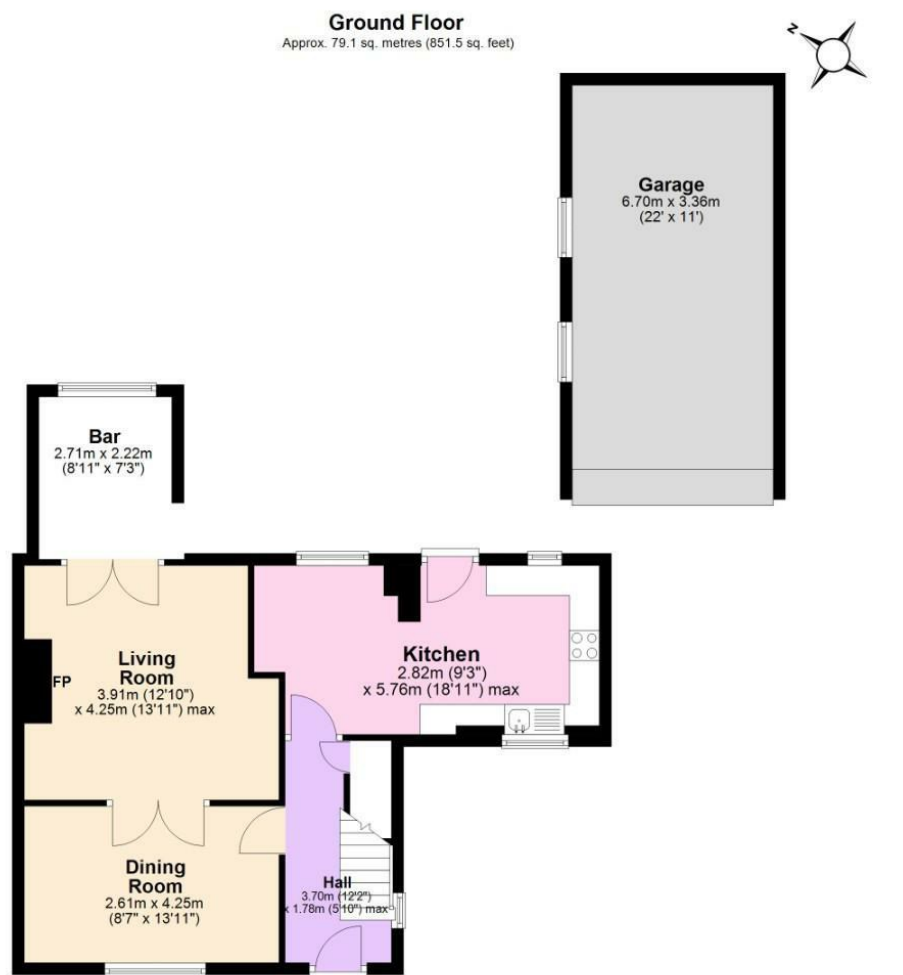 Ground Floor
Approx. 79.1 sq. metres (851.5 sq. feet)
N
Garage
6.70m x 3.36m
(22' x 11')
Bar
2.71m x 2.22m
(8'11" x 7'3")
Living
Room
3.91m (12'10")
x 4.25m (13'11") max
FP
Kitchen
2.82m (9'3")
x 5.76m (18'11") max
Dining
Room
2.61m x 4.25m
(8'7" x 13'11")
Hall
3.70m (12'2")
x 1.78m (5'10") max